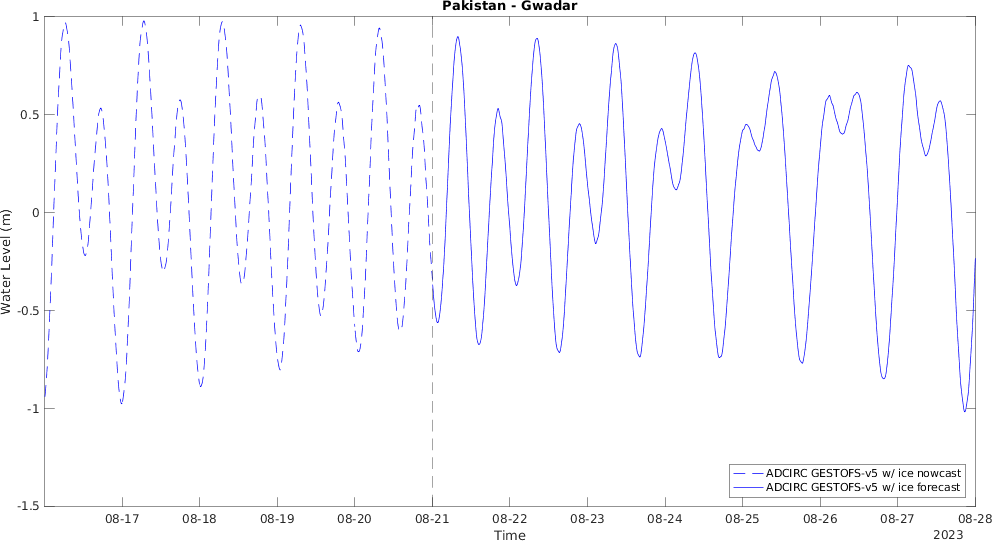 Pakistan - Gwadar
1
0.5
0
-0.5
-1
-1.5
Water Level (m)
ADCIRC GESTOFS-v5 w/ ice nowcast
ADCIRC GESTOFS-v5 w/ ice forecast
08-17 08-18 08-19 08-20 08-21 08-22 08-23 08-24 08-25 08-26 08-27 08-28
Time
2023